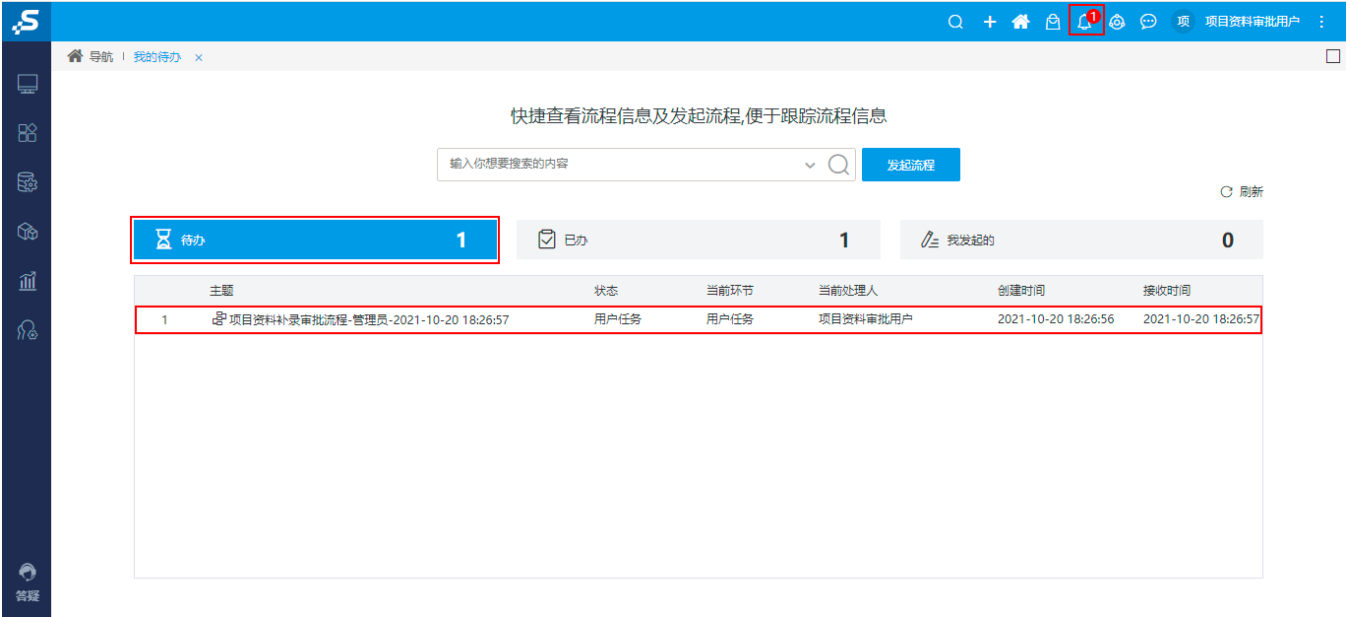 S
1
项 项目资料审批用户
导航 我的待办 ×
快捷查看流程信息及发起流程,便于跟踪流程信息
输入你想要搜索的内容
发起流程
刷新
待办 1
已办 1
我发起的 0
主题 状态 当前环节 当前处理人 创建时间 接收时间
1 项目资料补录审批流程-管理员-2021-10-20 18:26:57 用户任务 用户任务 项目资料审批用户 2021-10-20 18:26:56 2021-10-20 18:26:57
答疑